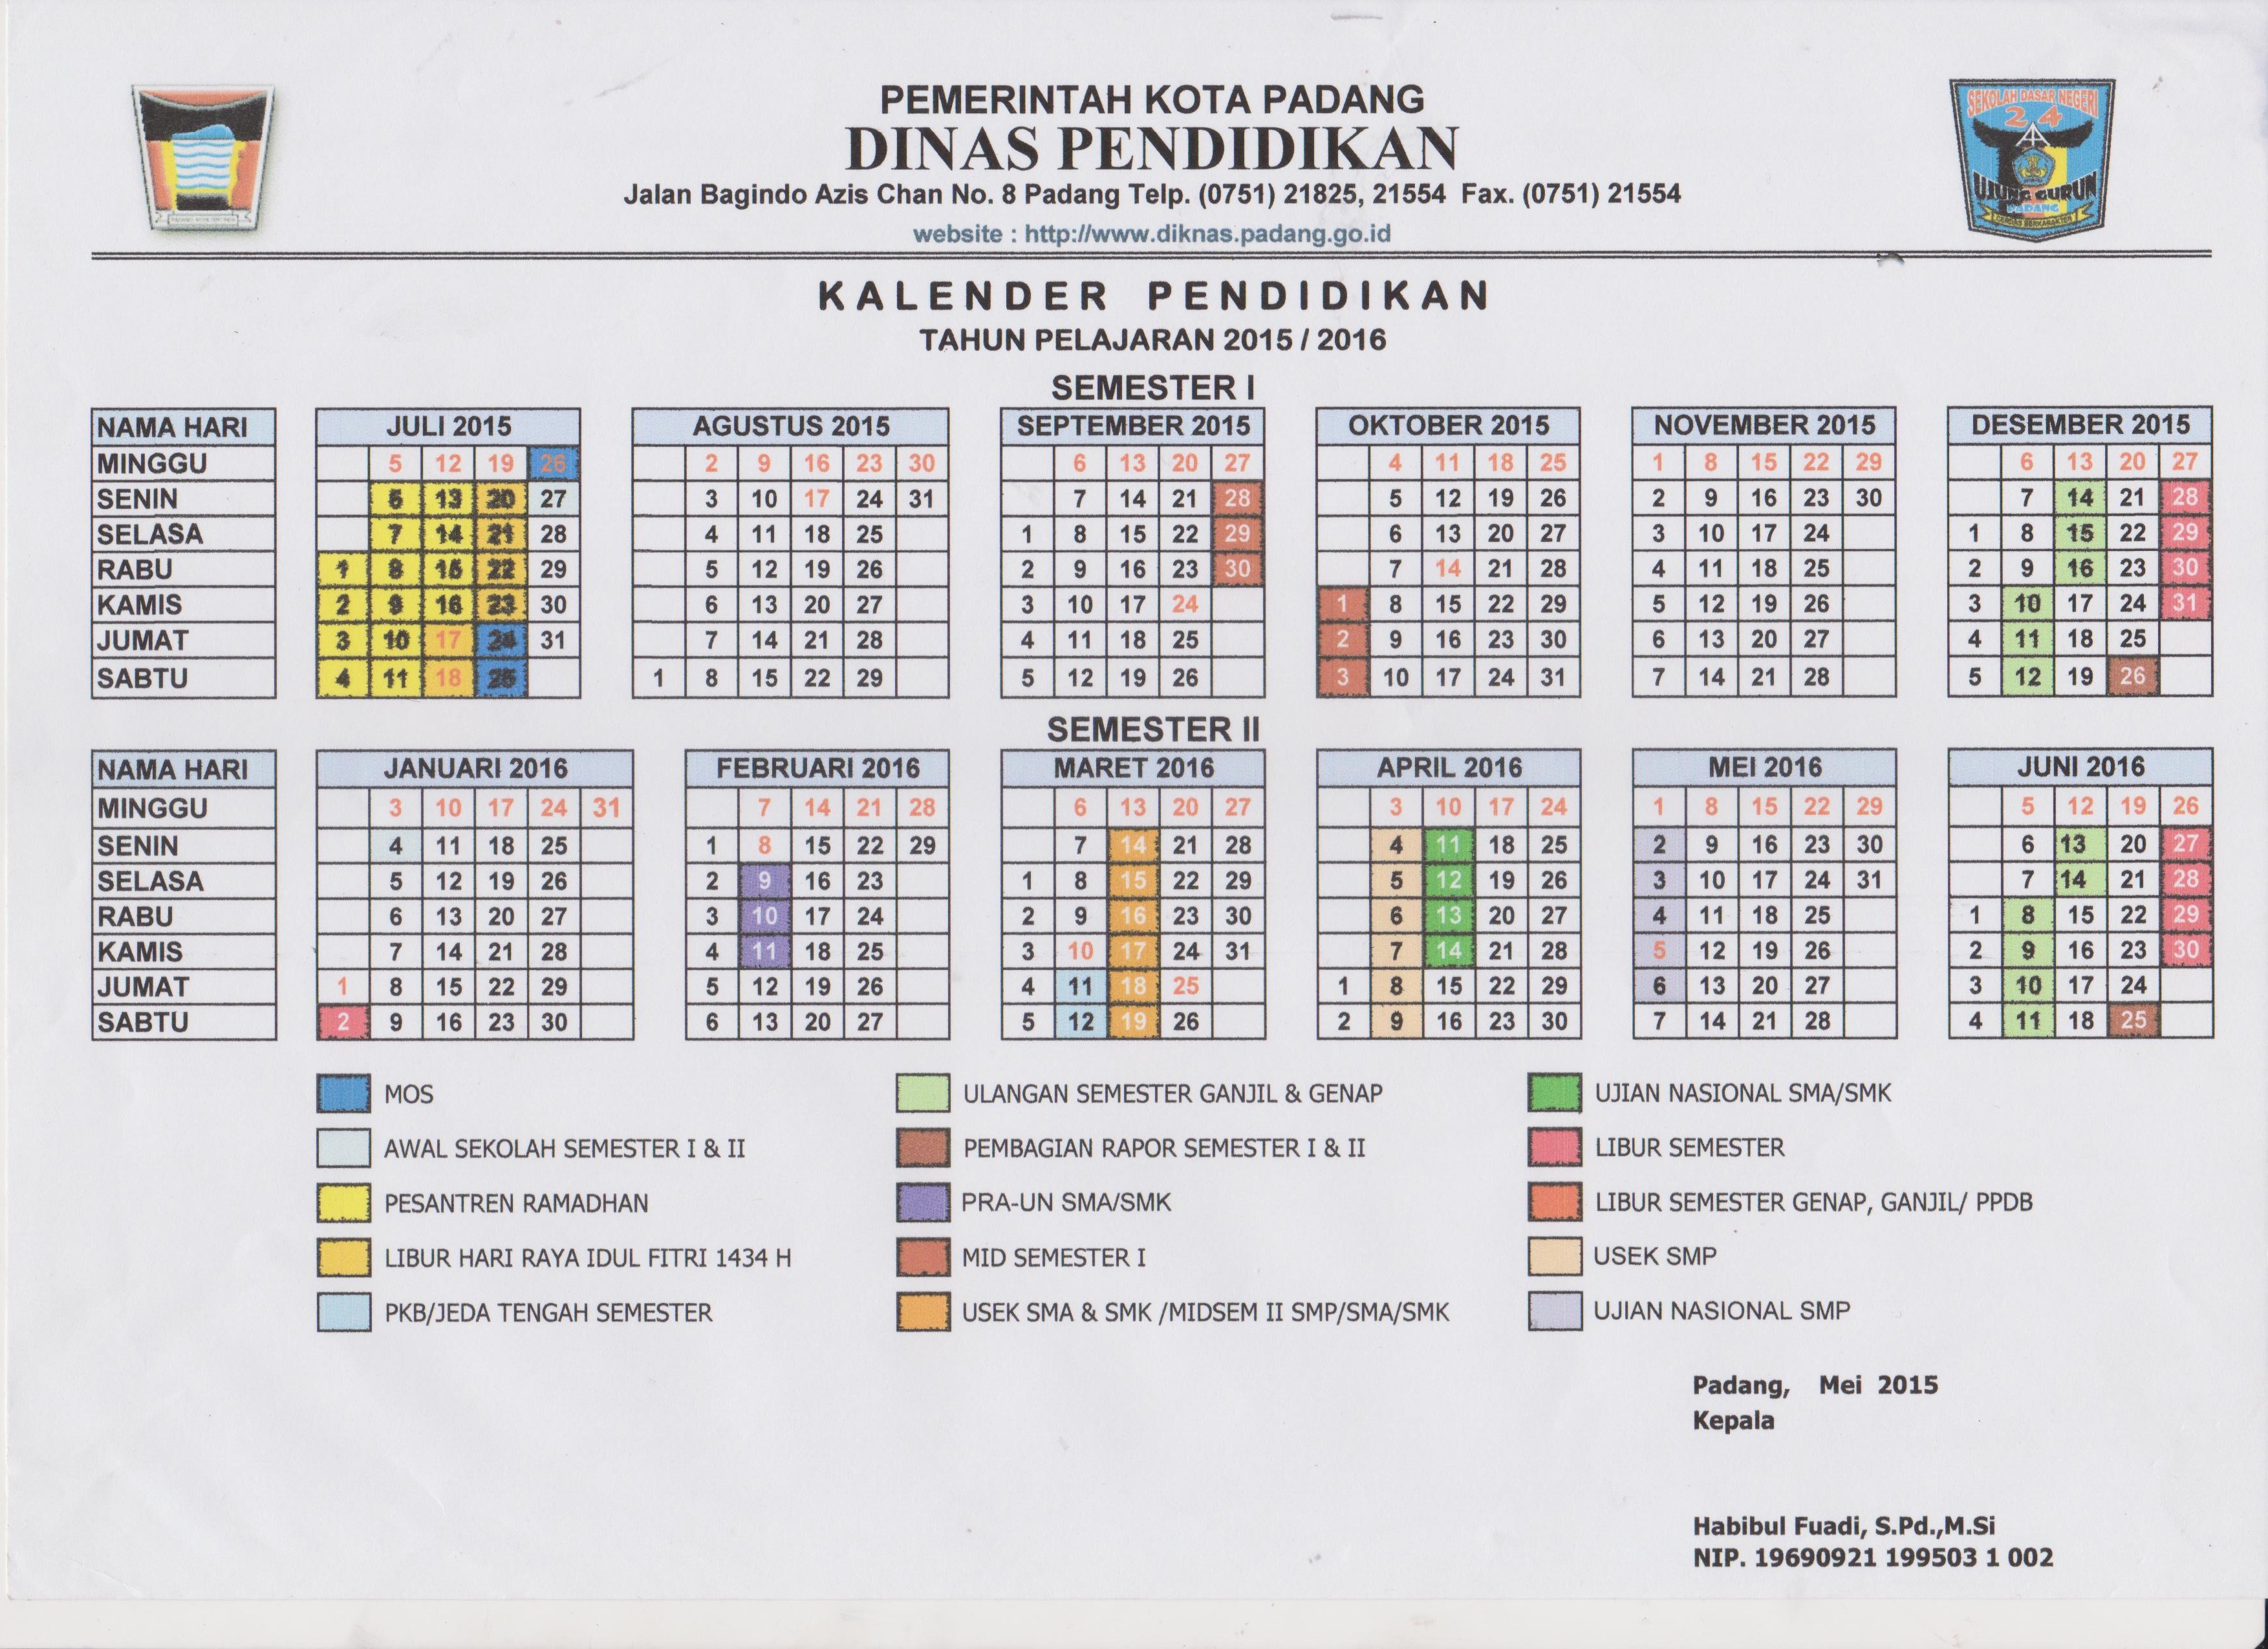 PEMERINTAH KOTA PADANG
DINAS PENDIDIKAN
Jalan Bagindo Azis Chan No. 8 Padang Telp. (0751) 21825, 21554 Fax. (0751) 21554
website : http://www.diknas.padang.go.id
SEKOLAH DASAR NEGERI
24
UJUNG GURUN
PADANG
KALENDER PENDIDIKAN
TAHUN PELAJARAN 2015 / 2016
SEMESTER I
NAMA HARI JULI 2015 AGUSTUS 2015 SEPTEMBER 2015 OKTOBER 2015 NOVEMBER 2015 DESEMBER 2015
MINGGU 5 12 19 26 2 9 16 23 30 6 13 20 27 4 11 18 25 1 8 15 22 29 6 13 20 27
SENIN 6 13 20 27 3 10 17 24 31 7 14 21 28 5 12 19 26 2 9 16 23 30 7 14 21 28
SELASA 7 14 21 28 4 11 18 25 1 8 15 22 29 6 13 20 27 3 10 17 24 1 8 15 22 29
RABU 1 8 15 22 29 5 12 19 26 2 9 16 23 30 7 14 21 28 4 11 18 25 2 9 16 23 30
KAMIS 2 9 16 23 30 6 13 20 27 3 10 17 24 1 8 15 22 29 5 12 19 26 3 10 17 24 31
JUMAT 3 10 17 24 31 7 14 21 28 4 11 18 25 2 9 16 23 30 6 13 20 27 4 11 18 25
SABTU 4 11 18 25 1 8 15 22 29 5 12 19 26 3 10 17 24 31 7 14 21 28 5 12 19 26
SEMESTER II
NAMA HARI JANUARI 2016 FEBRUARI 2016 MARET 2016 APRIL 2016 MEI 2016 JUNI 2016
MINGGU 3 10 17 24 31 7 14 21 28 6 13 20 27 3 10 17 24 1 8 15 22 29 5 12 19 26
SENIN 4 11 18 25 1 8 15 22 29 7 14 21 28 4 11 18 25 2 9 16 23 30 6 13 20 27
SELASA 5 12 19 26 2 9 16 23 1 8 15 22 29 5 12 19 26 3 10 17 24 31 7 14 21 28
RABU 6 13 20 27 3 10 17 24 2 9 16 23 30 6 13 20 27 4 11 18 25 1 8 15 22 29
KAMIS 7 14 21 28 4 11 18 25 3 10 17 24 31 7 14 21 28 5 12 19 26 2 9 16 23 30
JUMAT 1 8 15 22 29 5 12 19 26 4 11 18 25 1 8 15 22 29 6 13 20 27 3 10 17 24
SABTU 2 9 16 23 30 6 13 20 27 5 12 19 26 2 9 16 23 30 7 14 21 28 4 11 18 25
MOS
AWAL SEKOLAH SEMESTER I & II
PESANTREN RAMADHAN
LIBUR HARI RAYA IDUL FITRI 1434 H
PKB/JEDA TENGAH SEMESTER
ULANGAN SEMESTER GANJIL & GENAP
PEMBAGIAN RAPOR SEMESTER I & II
PRA-UN SMA/SMK
MID SEMESTER I
USEK SMA & SMK /MIDSEM II SMP/SMA/SMK
UJIAN NASIONAL SMA/SMK
LIBUR SEMESTER
LIBUR SEMESTER GENAP, GANJIL/ PPDB
USEK SMP
UJIAN NASIONAL SMP
Padang, Mei 2015
Kepala
Habibul Fuadi, S.Pd.,M.Si
NIP. 19690921 199503 1 002